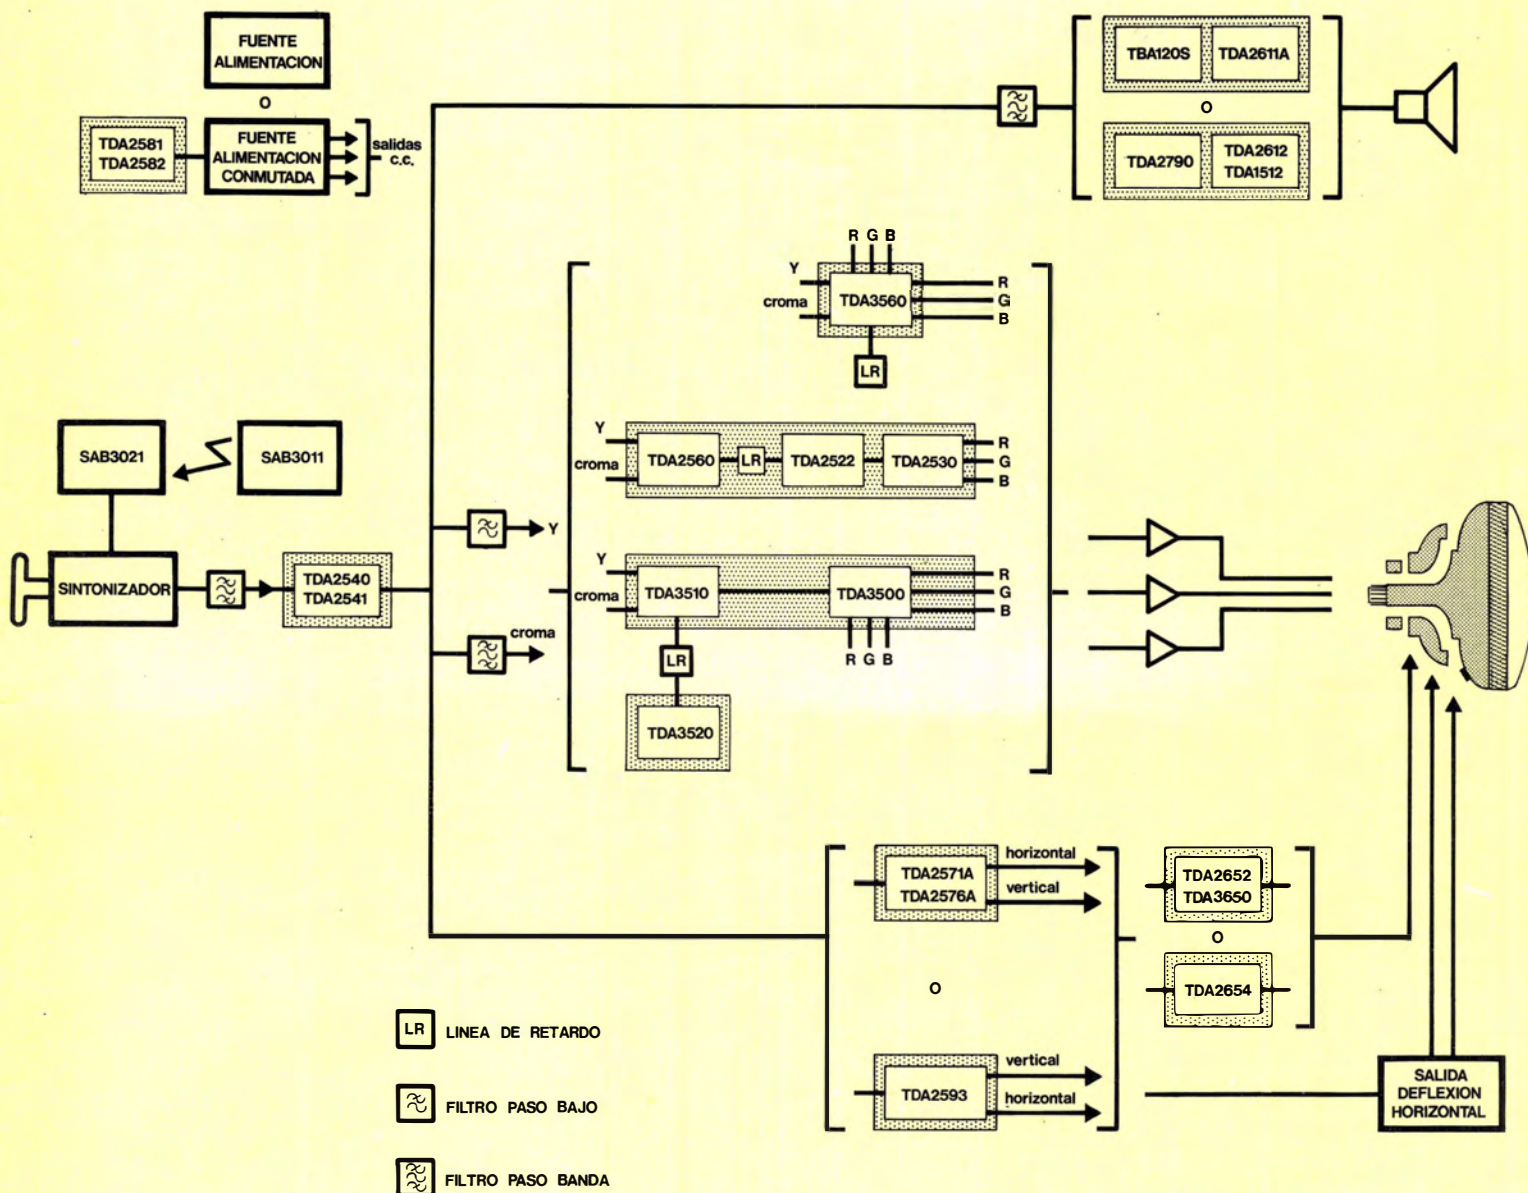 FUENTE
ALIMENTACION
O
TDA2581
TDA2582
FUENTE
ALIMENTACION
CONMUTADA
salidas
c.c.
TBA120S
TDA2611A
O
TDA2790
TDA2612
TDA1512
R G B
Y
croma
TDA3560
R
G
B
LR
SAB3021
SAB3011
Y
croma
TDA2560
LR
TDA2522
TDA2530
R
G
B
Y
SINTONIZADOR
TDA2540
TDA2541
croma
Y
croma
TDA3510
TDA3500
R
G
B
LR
R G B
TDA3520
TDA2571A
TDA2576A
horizontal
vertical
TDA2652
TDA3650
O
TDA2654
O
TDA2593
vertical
horizontal
SALIDA
DEFLEXION
HORIZONTAL
LR LINEA DE RETARDO
FILTRO PASO BAJO
FILTRO PASO BANDA